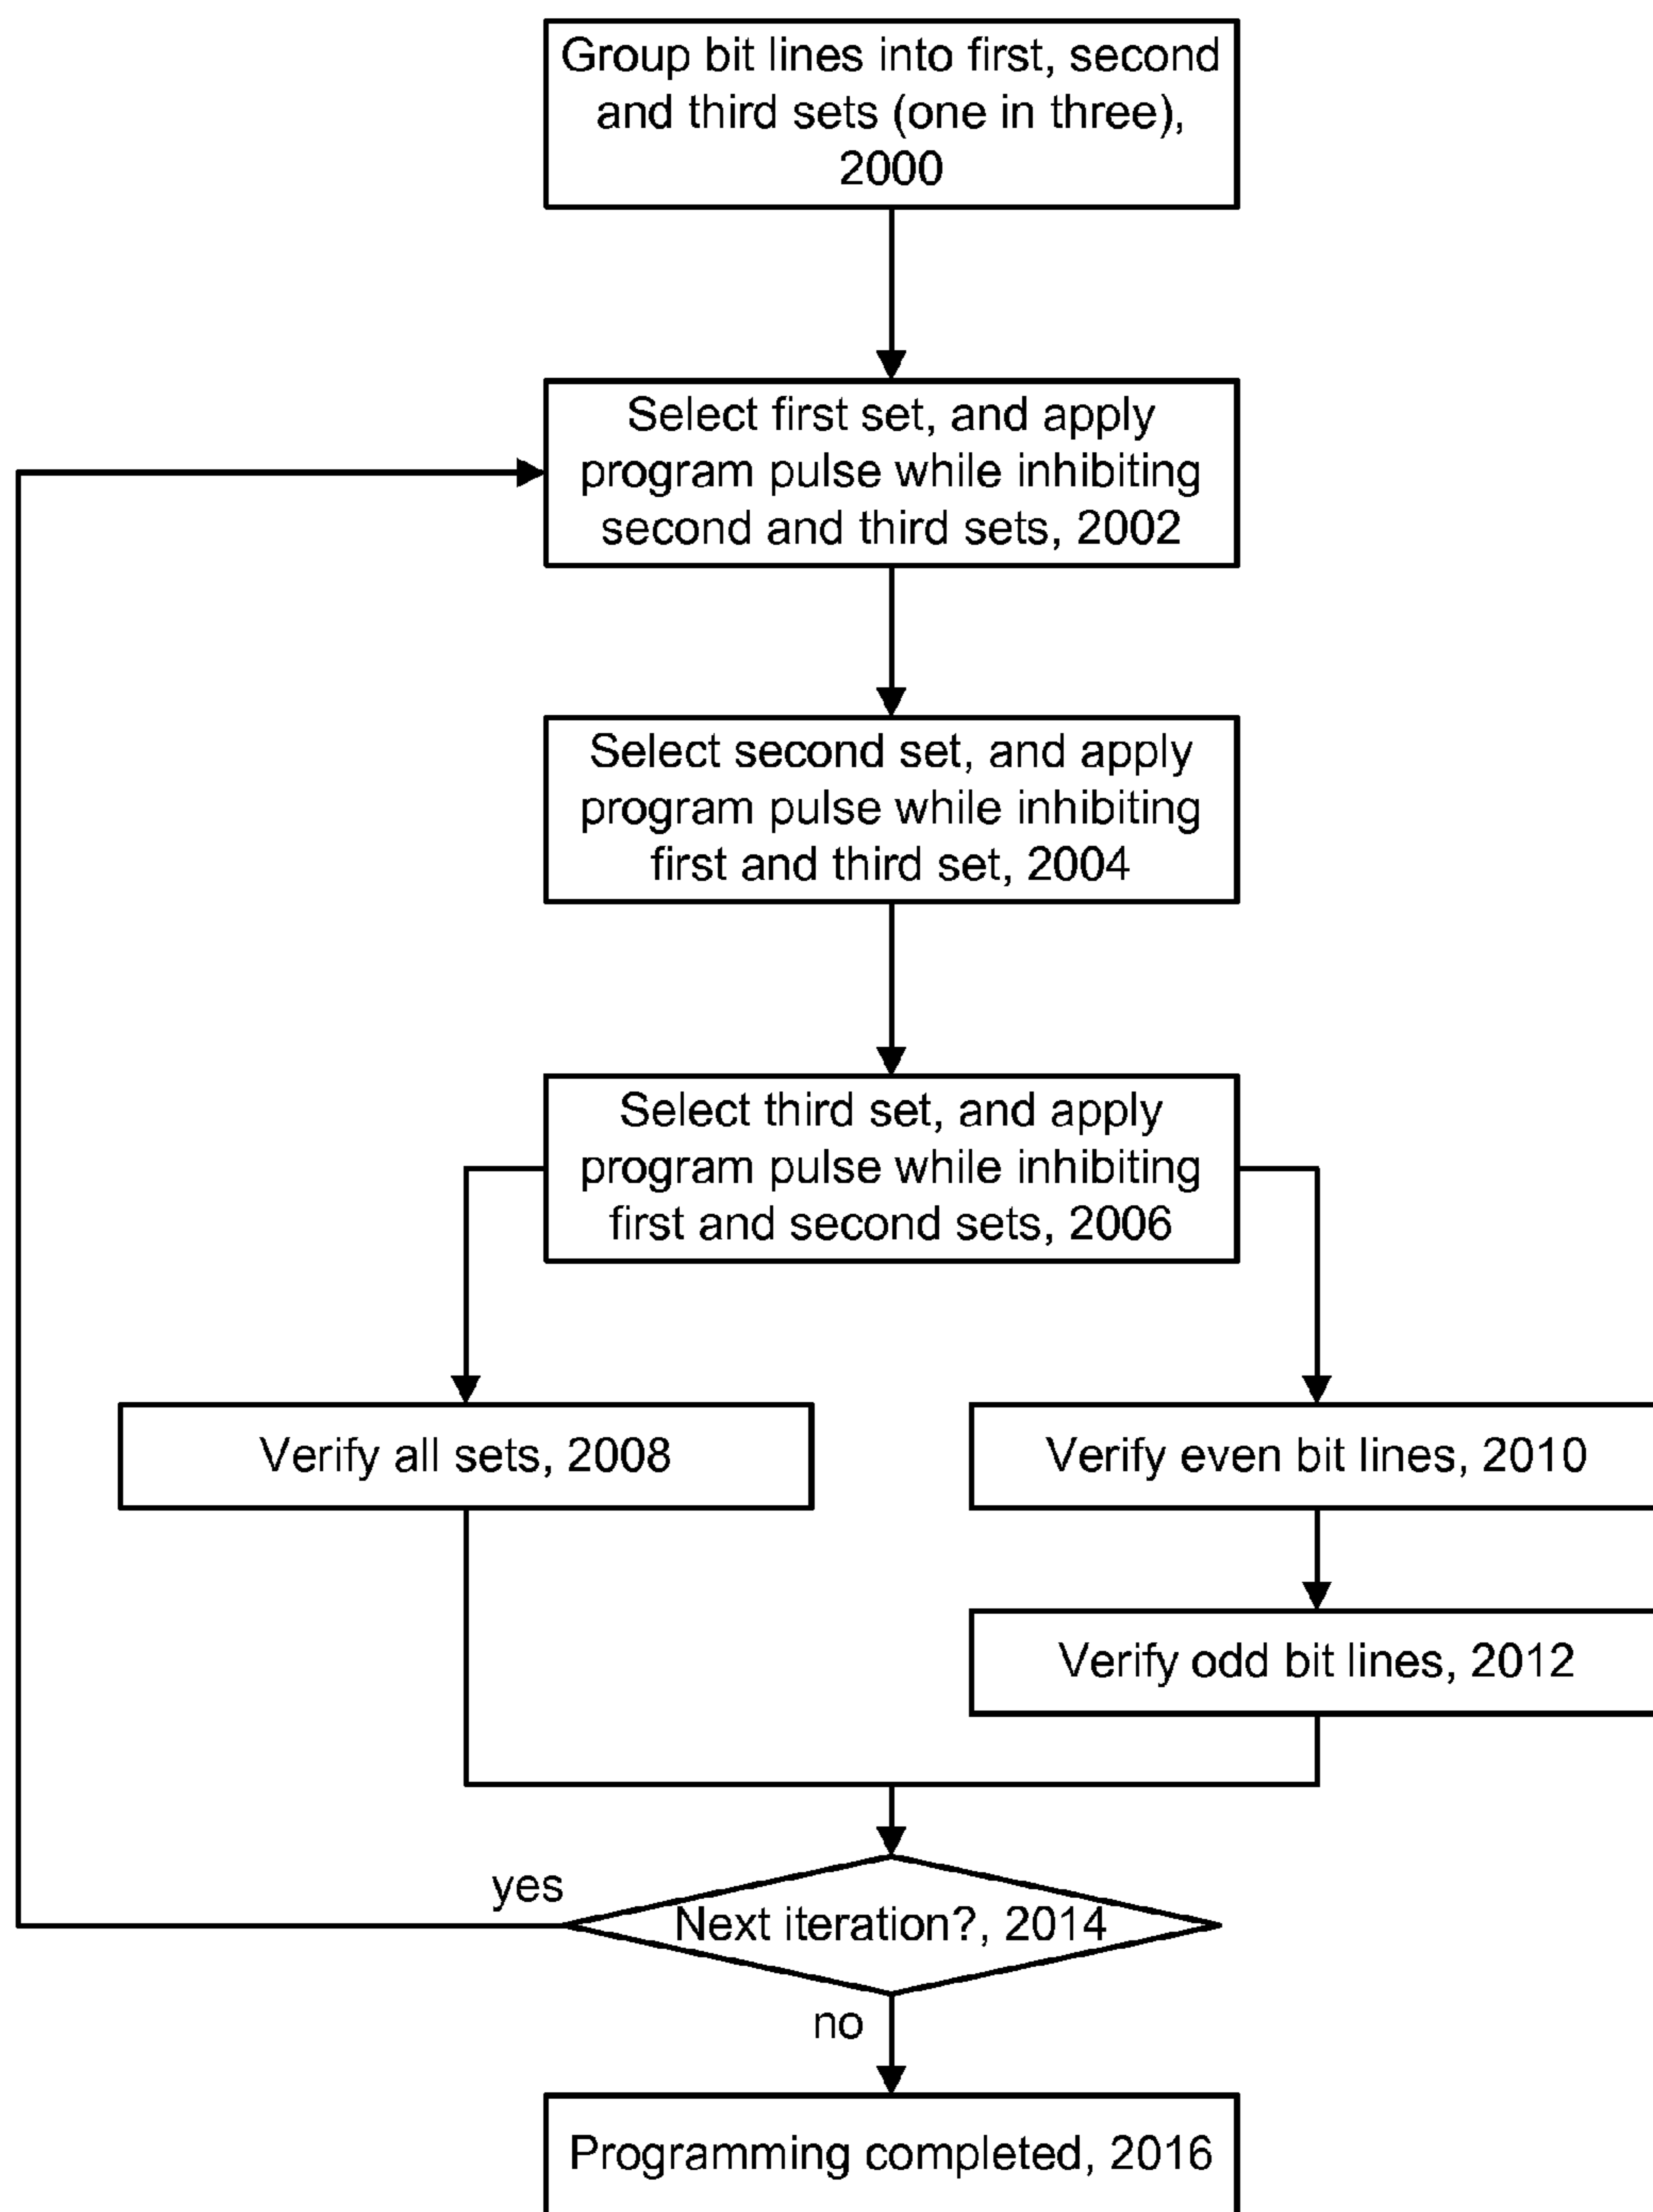 Group bit lines into first, second
and third sets (one in three),
2000
Select first set, and apply
program pulse while inhibiting
second and third sets, 2002
Select second set, and apply
program pulse while inhibiting
first and third set, 2004
Select third set, and apply
program pulse while inhibiting
first and second sets, 2006
Verify all sets, 2008
Verify even bit lines, 2010
Verify odd bit lines, 2012
yes
Next iteration?, 2014
no
Programming completed, 2016